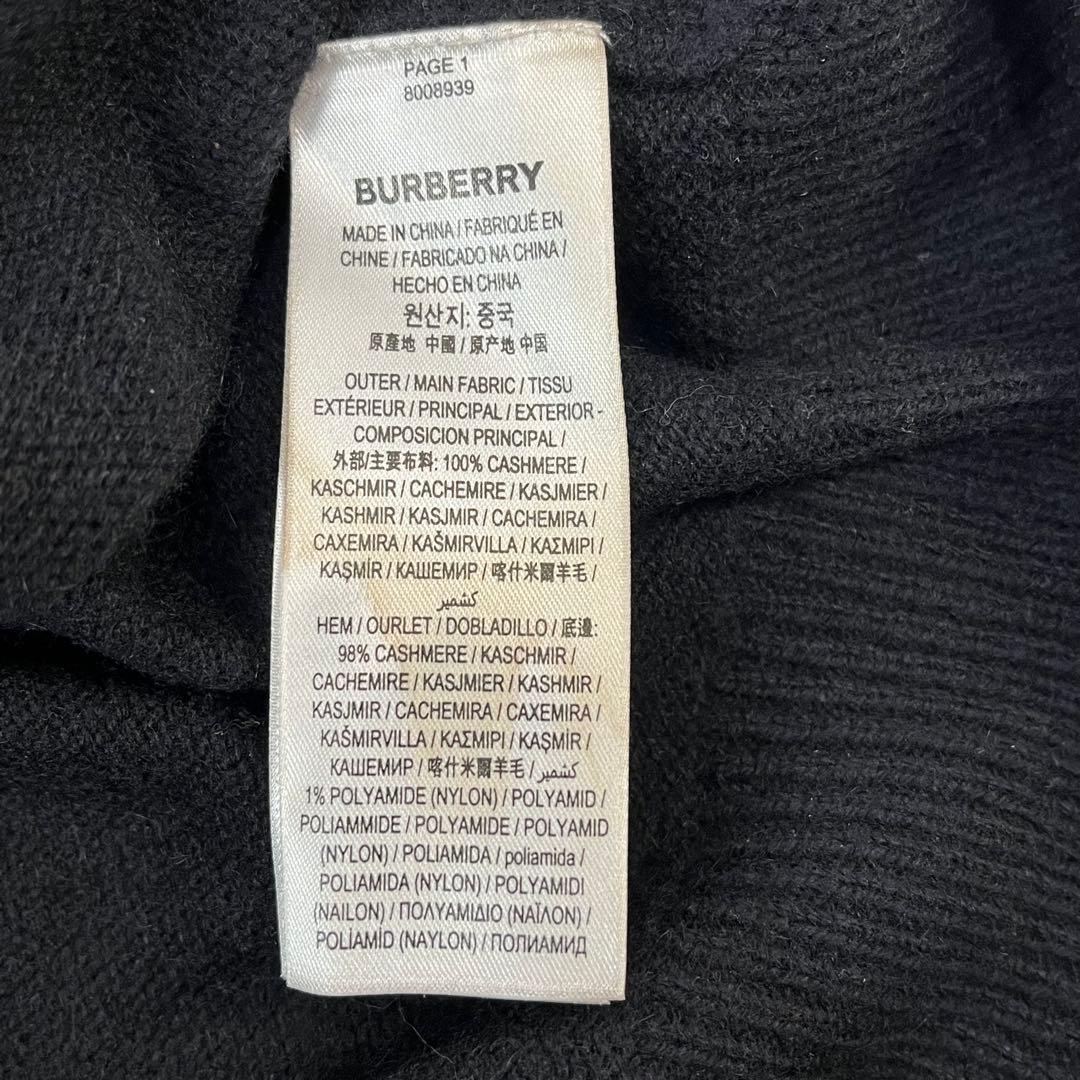 PAGE 1
8008939
BURBERRY
MADE IN CHINA / FABRIQUÉ EN
CHINE / FABRICADO NA CHINA /
HECHO EN CHINA
원산지: 중국
原產地 中國 / 原产地 中国
OUTER / MAIN FABRIC / TISSU
EXTÉRIEUR / PRINCIPAL / EXTERIOR -
COMPOSICION PRINCIPAL /
外部/主要布料: 100% CASHMERE /
KASCHMIR / CACHEMIRE / KASJMIER /
KASHMIR / KASJMIR / CACHEMIRA /
CAXEMIRA / KAŠMIRVILLA / ΚΑΣΜΙΡΙ /
KAŞMİR / КАШЕМИР / 喀什米爾羊毛 /
كشمير
HEM / OURLET / DOBLADILLO / 底邊:
98% CASHMERE / KASCHMIR /
CACHEMIRE / KASJMIER / KASHMIR /
KASJMIR / CACHEMIRA / CAXEMIRA /
KAŠMIRVILLA / ΚΑΣΜΙΡΙ / KAŞMİR /
КАШЕМИР / 喀什米爾羊毛 / كشمير
1% POLYAMIDE (NYLON) / POLYAMID /
POLIAMMIDE / POLYAMIDE / POLYAMID
(NYLON) / POLIAMIDA / poliamida /
POLIAMIDA (NYLON) / POLYAMIDI
(NAILON) / ΠΟΛΥΑΜΙΔΙΟ (ΝΑΪΛΟΝ) /
POLİAMİD (NAYLON) / ПОЛИАМИД